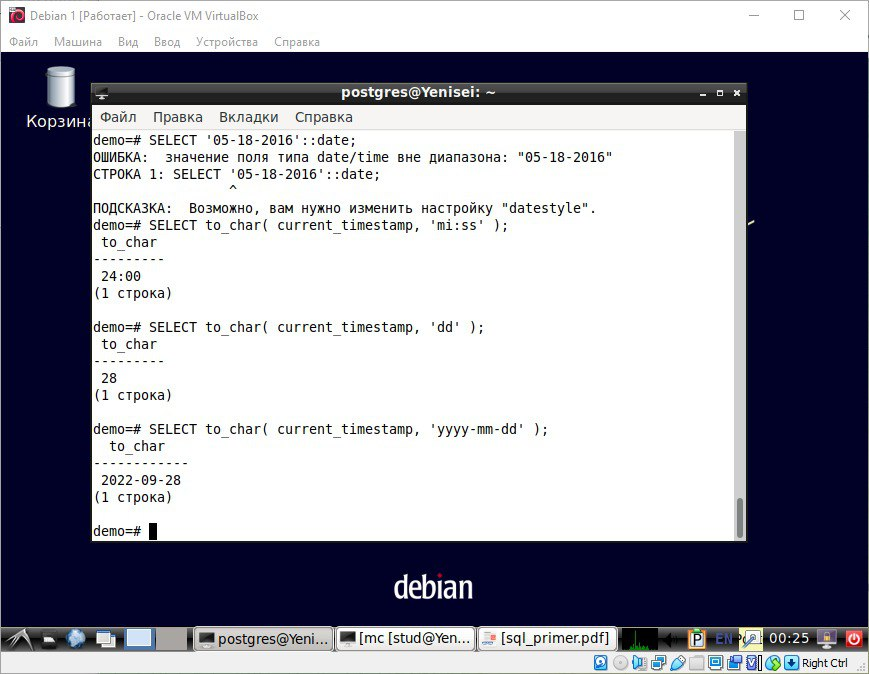 Debian 1 [Работает] - Oracle VM VirtualBox
Файл Машина Вид Ввод Устройства Справка
Корзина
postgres@Yenisei: ~
Файл Правка Вкладки Справка
demo=# SELECT '05-18-2016'::date;
ОШИБКА:  значение поля типа date/time вне диапазона: "05-18-2016"
СТРОКА 1: SELECT '05-18-2016'::date;
^
ПОДСКАЗКА:  Возможно, вам нужно изменить настройку "datestyle".
demo=# SELECT to_char( current_timestamp, 'mi:ss' );
to_char
---------
24:00
(1 строка)
demo=# SELECT to_char( current_timestamp, 'dd' );
to_char
---------
28
(1 строка)
demo=# SELECT to_char( current_timestamp, 'yyyy-mm-dd' );
to_char
------------
2022-09-28
(1 строка)
demo=#
debian
postgres@Yeni... [mc [stud@Yen... [sql_primer.pdf] P EN 00:25
Right Ctrl